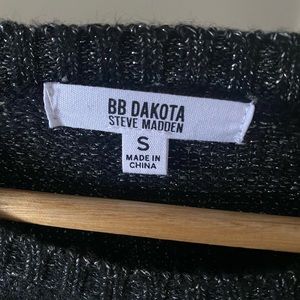 BB DAKOTA
STEVE MADDEN
S
MADE IN
CHINA